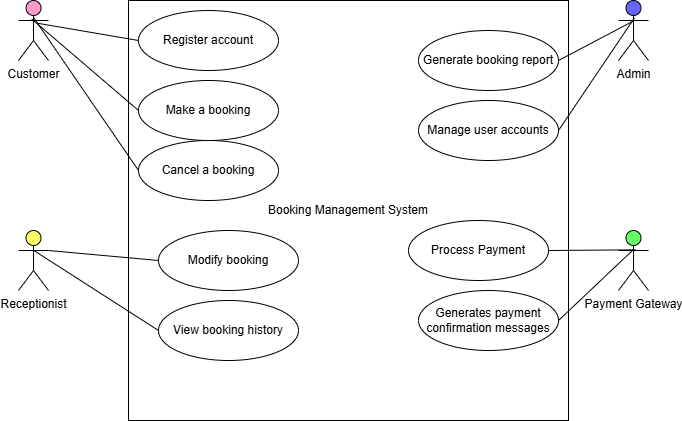 Register account
Customer
Make a booking
Cancel a booking
Generate booking report
Admin
Manage user accounts
Booking Management System
Receptionist
Modify booking
View booking history
Process Payment
Payment Gateway
Generates payment
confirmation messages